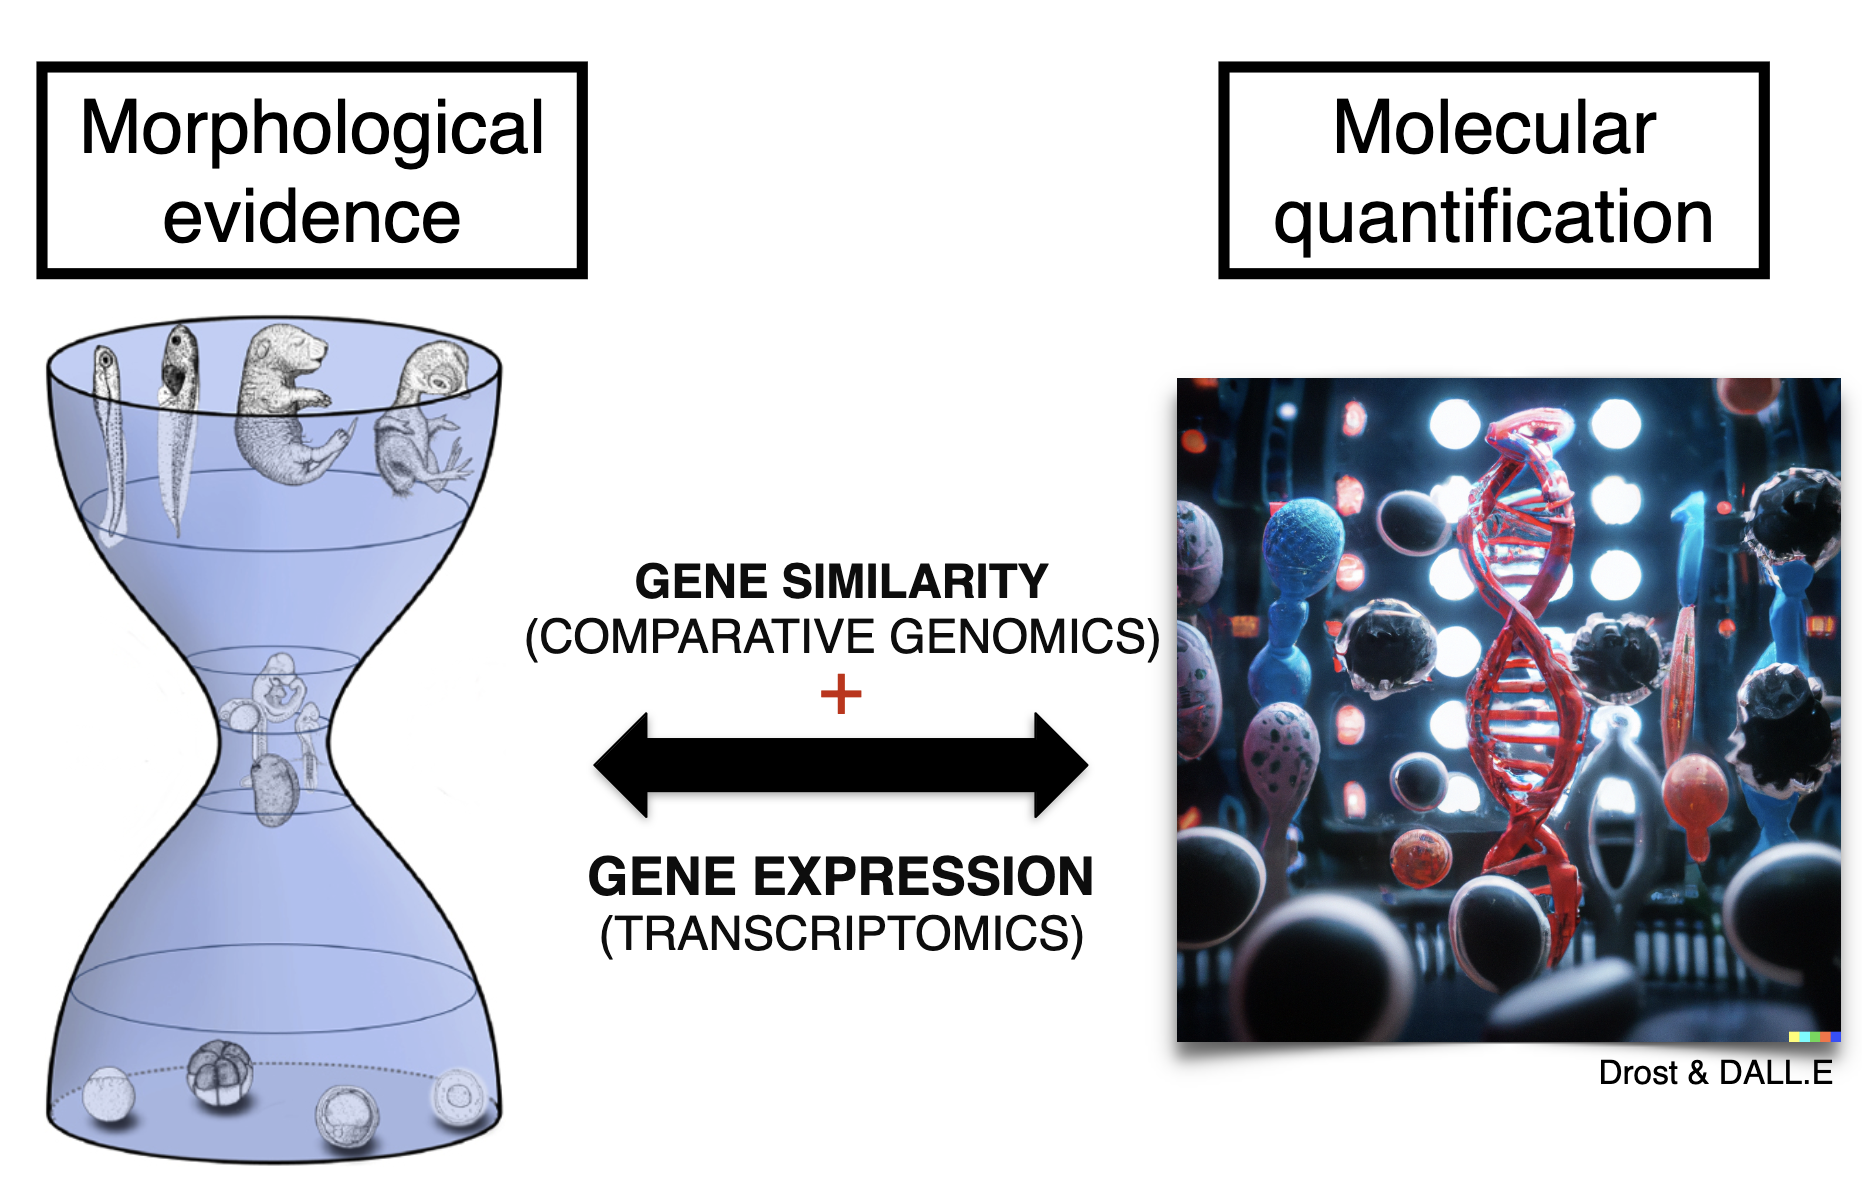 Morphological
evidence
Molecular
quantification
GENE SIMILARITY
(COMPARATIVE GENOMICS)
+
GENE EXPRESSION
(TRANSCRIPTOMICS)
Drost & DALL.E